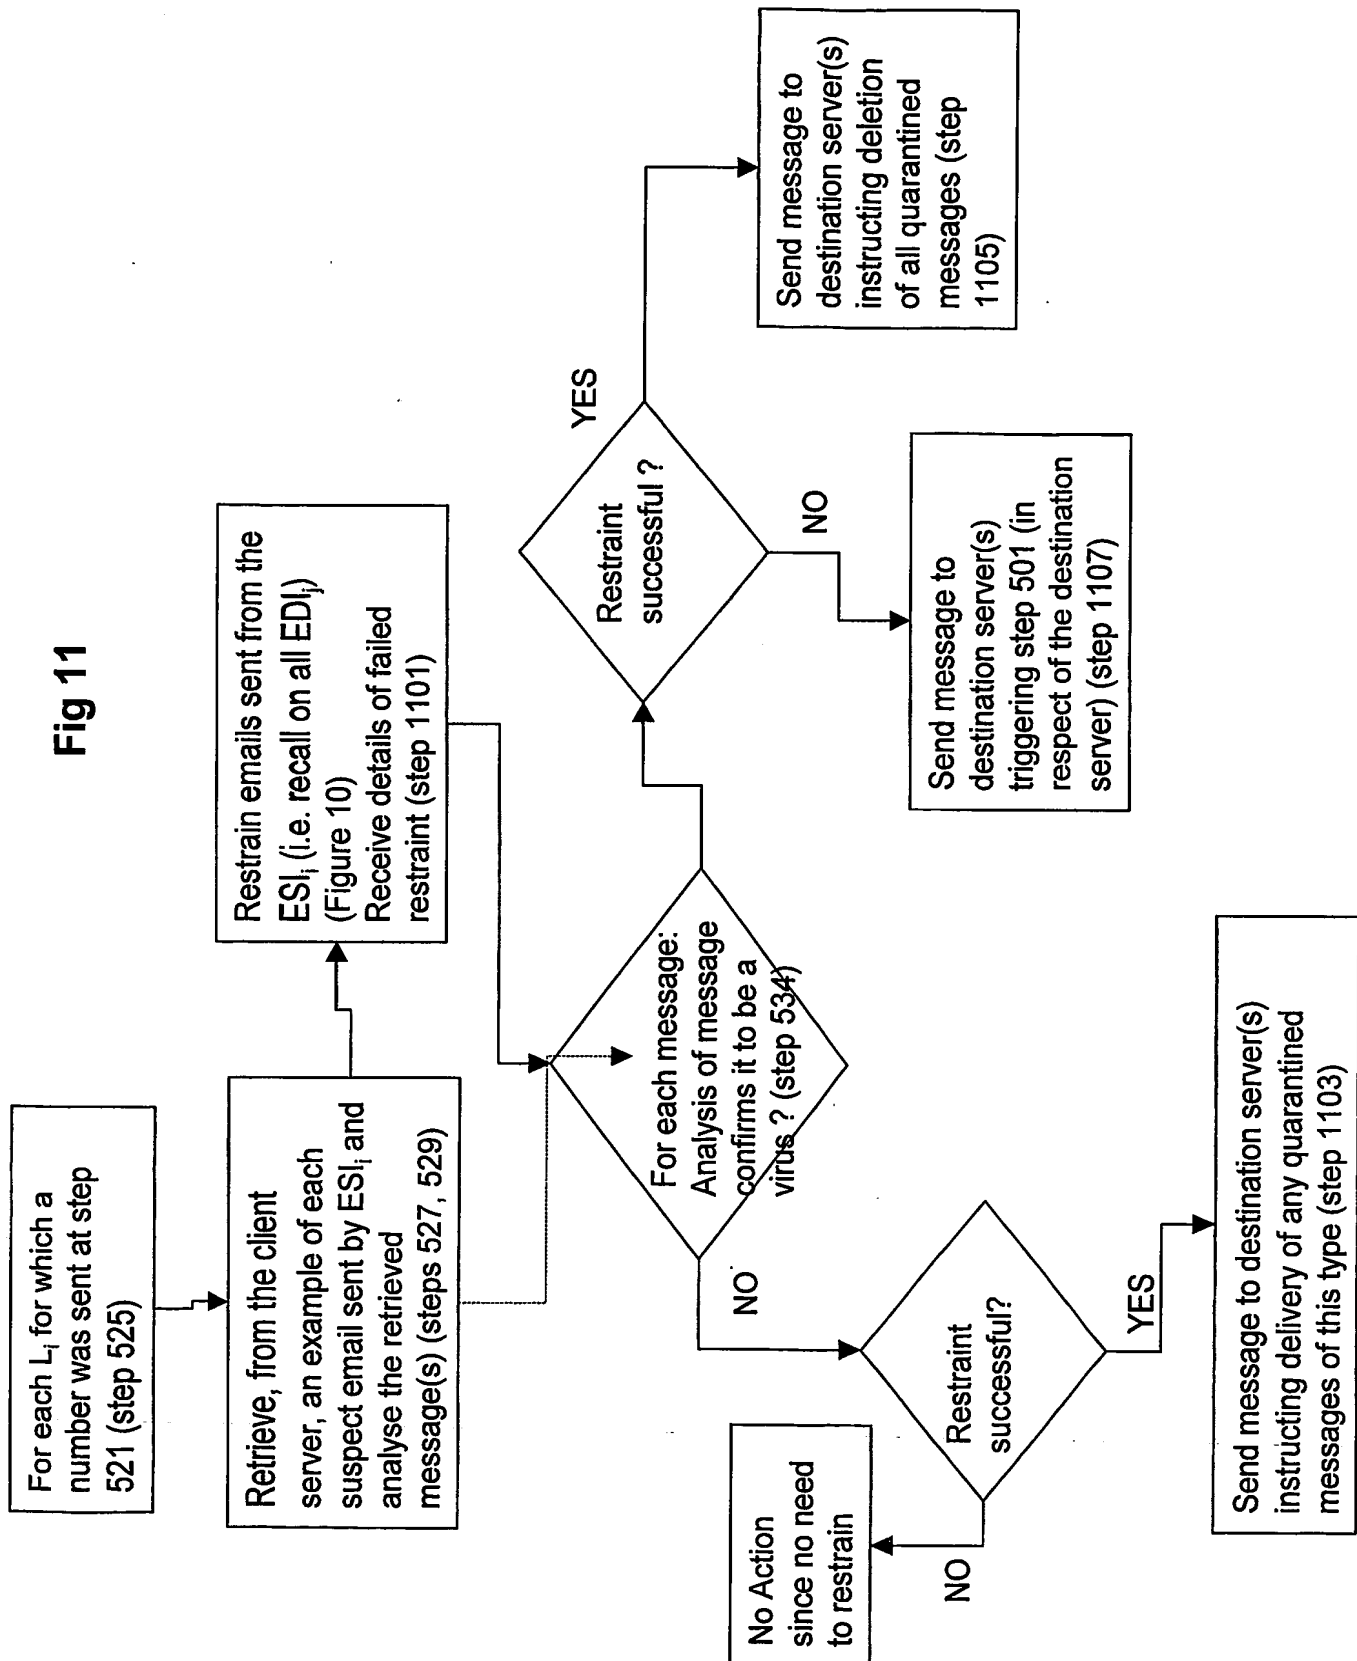 Fig 11
For each Li for which a
number was sent at step
521 (step 525)
Retrieve, from the client
server, an example of each
suspect email sent by ESIi and
analyse the retrieved
message(s) (steps 527, 529)
Restrain emails sent from the
ESIi (i.e. recall on all EDIj)
(Figure 10)
Receive details of failed
restraint (step 1101)
For each message:
Analysis of message
confirms it to be a
virus ? (step 534)
NO
Restraint
successful?
NO
No Action
since no need
to restrain
YES
Send message to destination server(s)
instructing delivery of any quarantined
messages of this type (step 1103)
Restraint
successful ?
YES
Send message to
destination server(s)
instructing deletion
of all quarantined
messages (step
1105)
NO
Send message to
destination server(s)
triggering step 501 (in
respect of the destination
server) (step 1107)